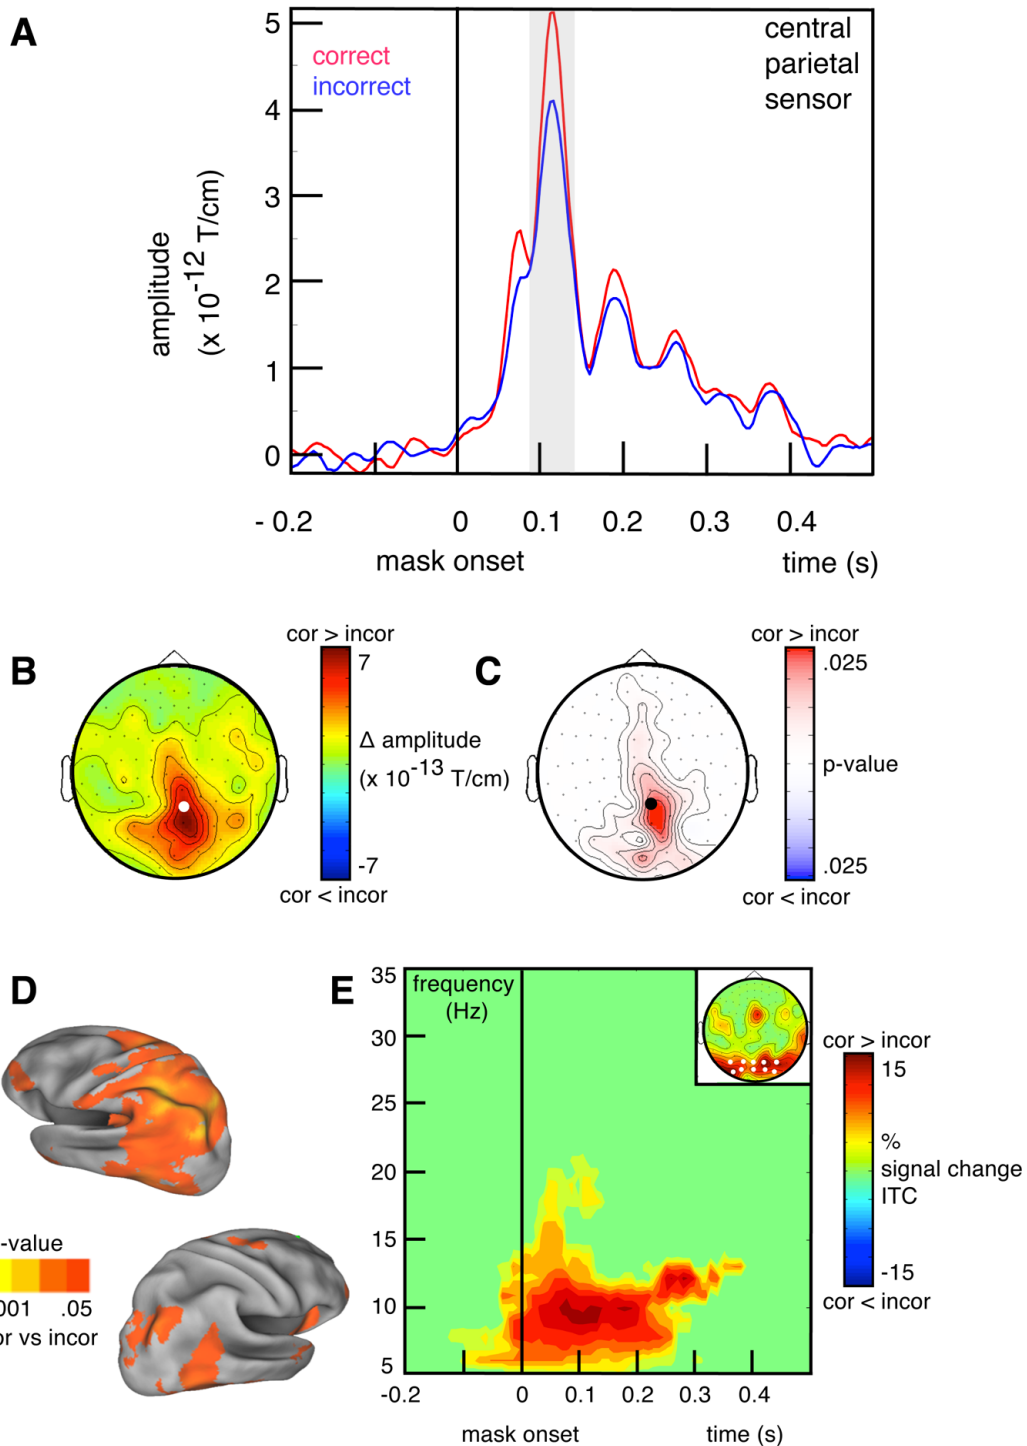 A
correct
incorrect
central
parietal
sensor
5
4
3
2
1
0
amplitude
(x 10-12 T/cm)
- 0.2
0
0.1
0.2
0.3
0.4
mask onset
time (s)
B
cor > incor
7
Δ amplitude
(x 10-13 T/cm)
-7
cor < incor
C
cor > incor
.025
p-value
.025
cor < incor
D
-value
001
.05
or vs incor
E
frequency
(Hz)
35
30
25
20
15
10
5
-0.2
0
0.1
0.2
0.3
0.4
mask onset
time (s)
cor > incor
15
%
signal change
ITC
-15
cor < incor